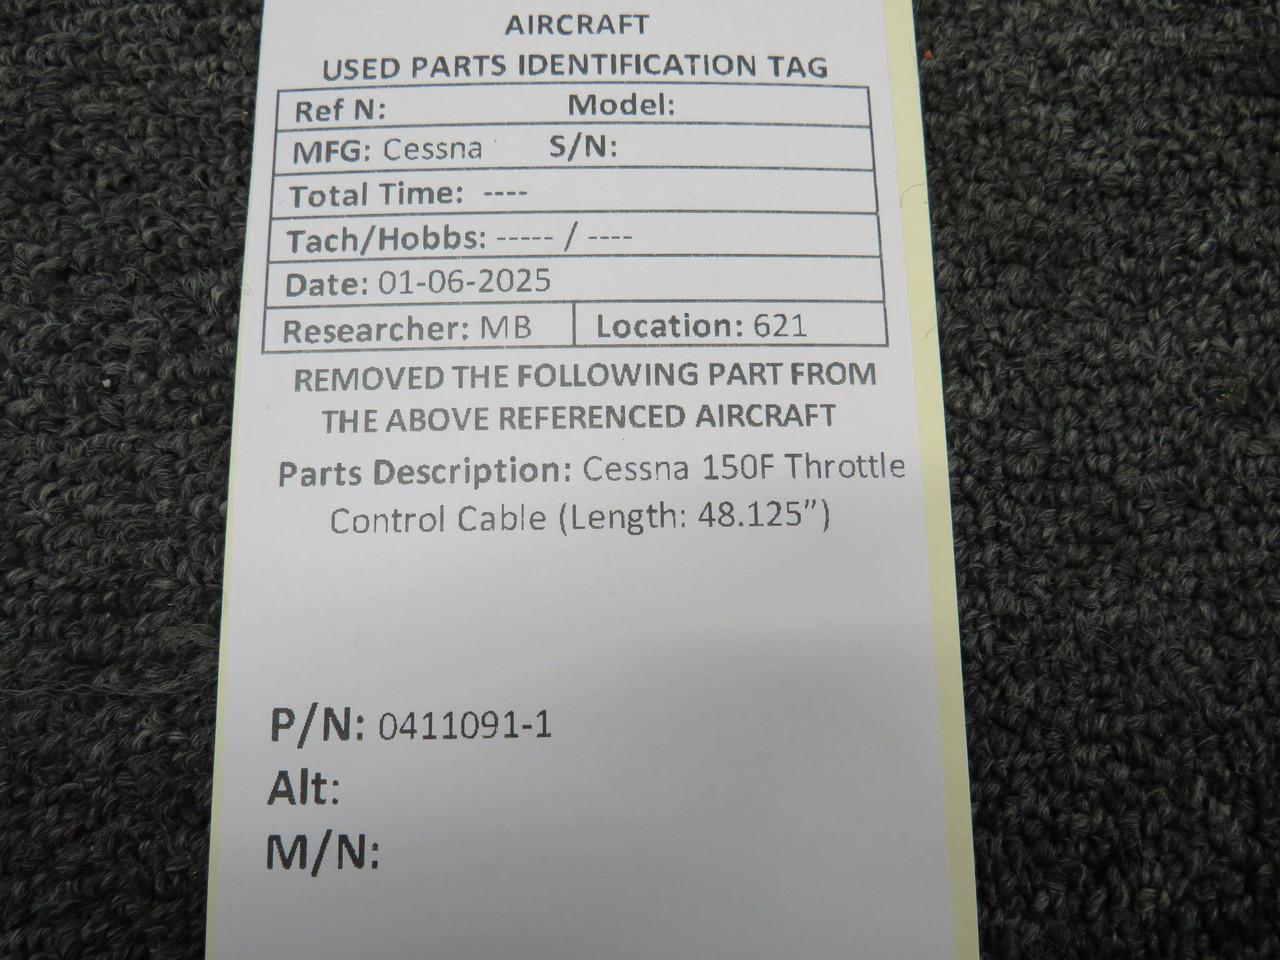 AIRCRAFT
USED PARTS IDENTIFICATION TAG
Ref N: Model:
MFG: Cessna S/N:
Total Time: ----
Tach/Hobbs: ----- / ----
Date: 01-06-2025
Researcher: MB Location: 621
REMOVED THE FOLLOWING PART FROM
THE ABOVE REFERENCED AIRCRAFT
Parts Description: Cessna 150F Throttle
Control Cable (Length: 48.125”)
P/N: 0411091-1
Alt:
M/N: